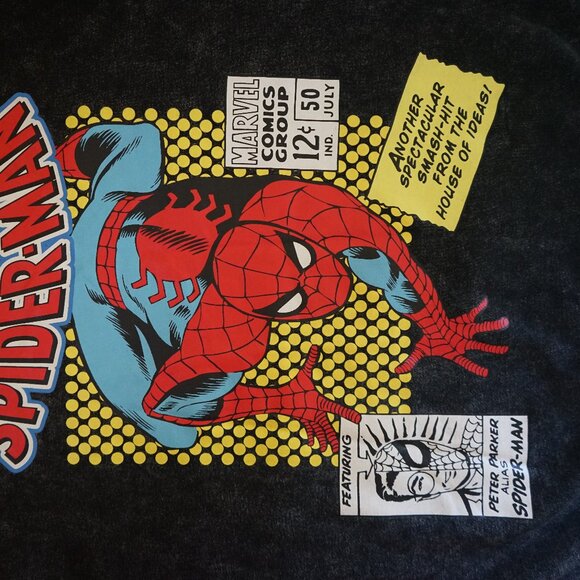 SPIDER-MAN
MARVEL
COMICS
GROUP
12¢
50
IND.
JULY
ANOTHER
SPECTACULAR
SMASH-HIT
FROM THE
HOUSE OF IDEAS!
FEATURING
PETER PARKER
ALIAS
SPIDER-MAN